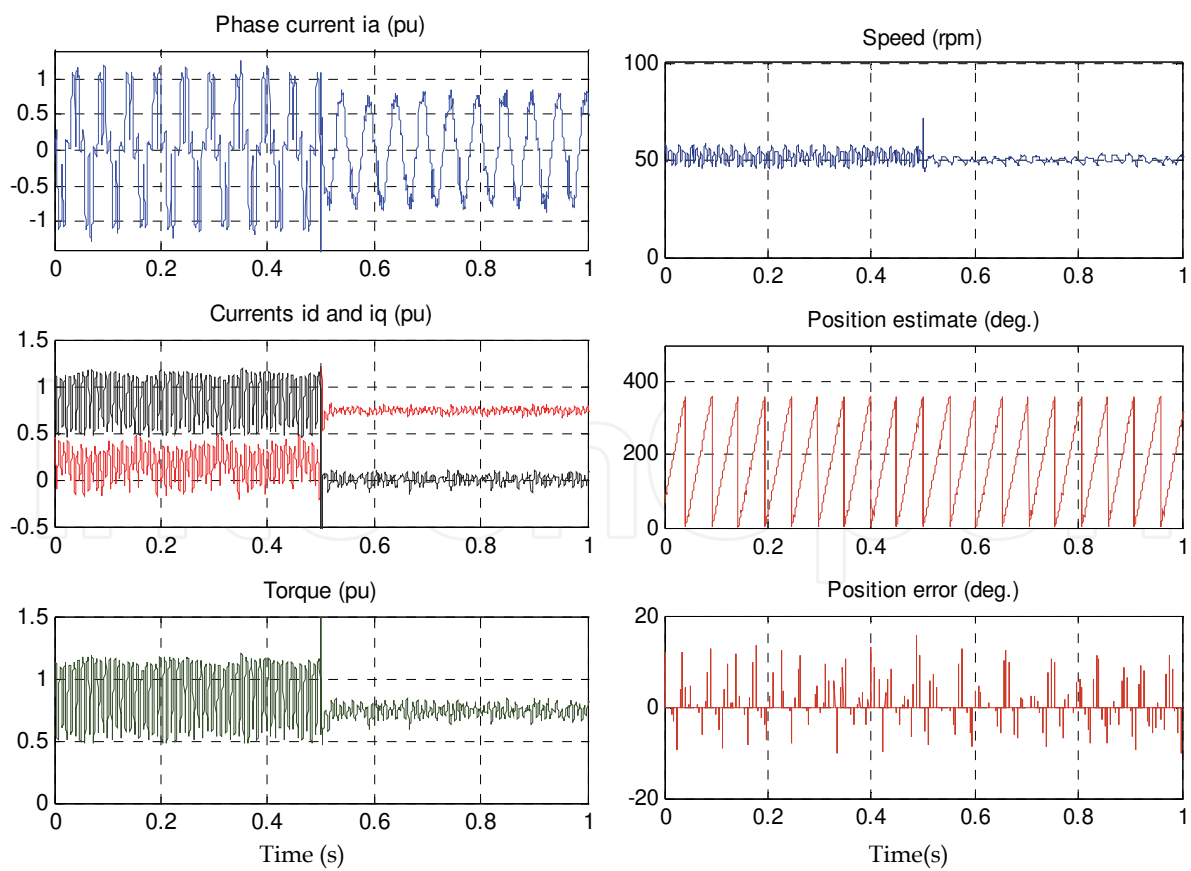 Phase current ia (pu)
1
0.5
0
-0.5
-1
0 0.2 0.4 0.6 0.8 1
Currents id and iq (pu)
1.5
1
0.5
0
-0.5
0 0.2 0.4 0.6 0.8 1
Torque (pu)
1.5
1
0.5
0
0 0.2 0.4 0.6 0.8 1
Time (s)
Speed (rpm)
100
50
0
0 0.2 0.4 0.6 0.8 1
Position estimate (deg.)
400
200
0
0 0.2 0.4 0.6 0.8 1
Position error (deg.)
20
0
-20
0 0.2 0.4 0.6 0.8 1
Time(s)